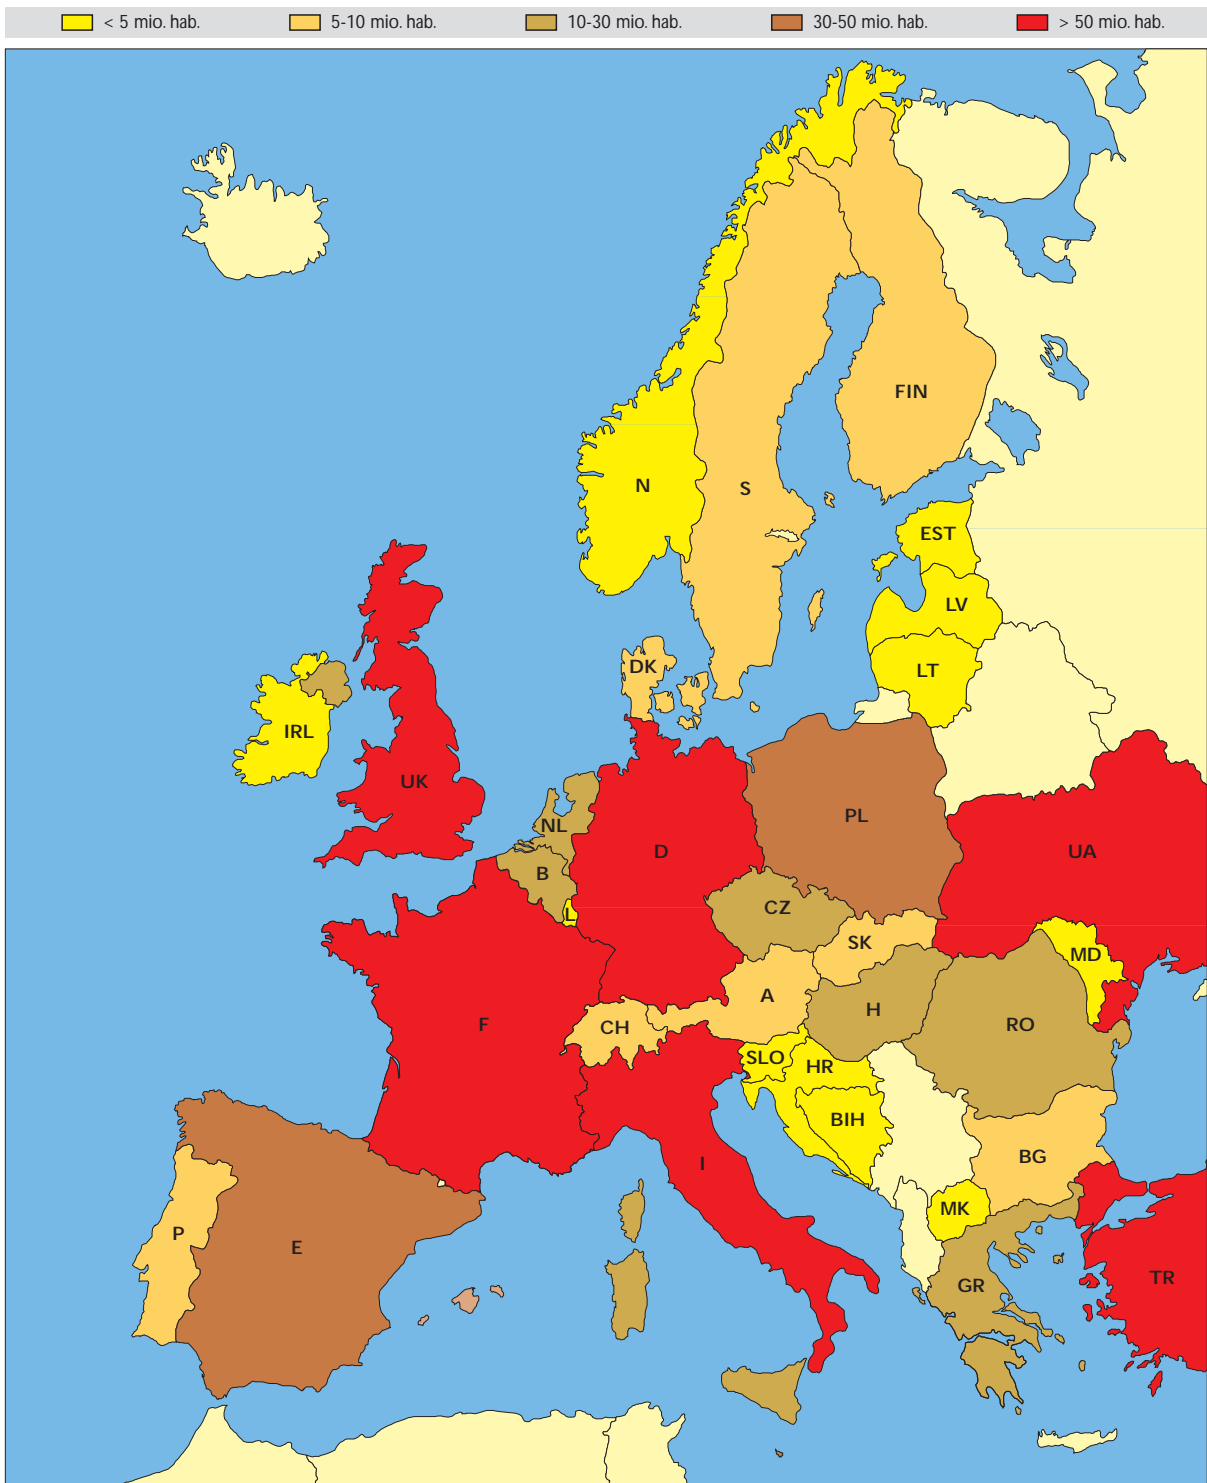 < 5 mio. hab. 5-10 mio. hab. 10-30 mio. hab. 30-50 mio. hab. > 50 mio. hab.
FIN
N
S
EST
LV
DK
LT
IRL
UK
NL
PL
D
UA
B
CZ
L
SK
MD
A
H
F
CH
RO
SLO
HR
BIH
BG
I
MK
P
E
TR
GR